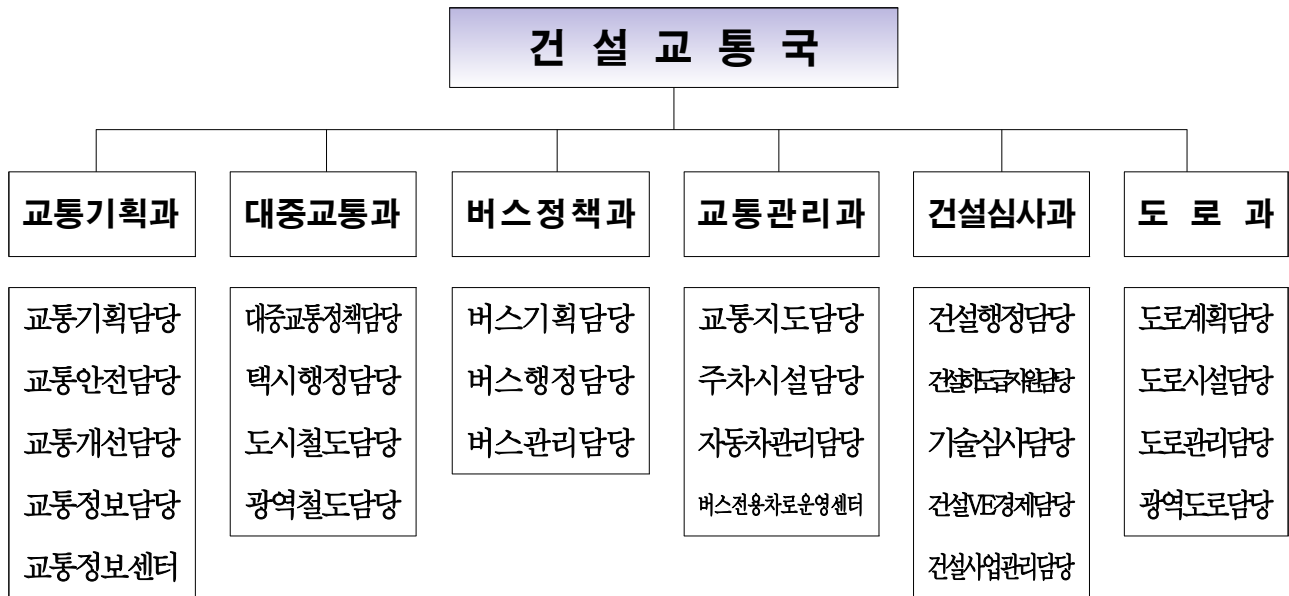 건 설 교 통 국
교통기획과
대중교통과
버스정책과
교통관리과
건설심사과
도 로 과
교통기획담당
교통안전담당
교통개선담당
교통정보담당
교통정보센터
대중교통정책담당
택시행정담당
도시철도담당
광역철도담당
버스기획담당
버스행정담당
버스관리담당
교통지도담당
주차시설담당
자동차관리담당
버스전용차로운영센터
건설행정담당
건설하도급지원담당
기술심사담당
건설VE경제담당
건설사업관리담당
도로계획담당
도로시설담당
도로관리담당
광역도로담당